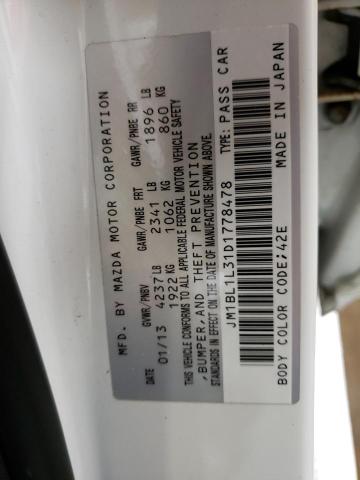 MFD. BY MAZDA MOTOR CORPORATION
GVWR/PNBV GAWR/PNBE FRT GAWR/PNBE RR
01/13 4237LB 2341 LB 1896 LB
1922 KG 1062 KG 860 KG
THIS VEHICLE CONFORMS TO ALL APPLICABLE FEDERAL MOTOR VEHICLE SAFETY
,BUMPER,AND THEFT PREVENTION
STANDARDS IN EFFECT ON THE DATE OF MANUFACTURE SHOWN ABOVE.
JM1BL1L31D1778478 TYPE: PASS CAR
BODY COLOR CODE;42E MADE IN JAPAN